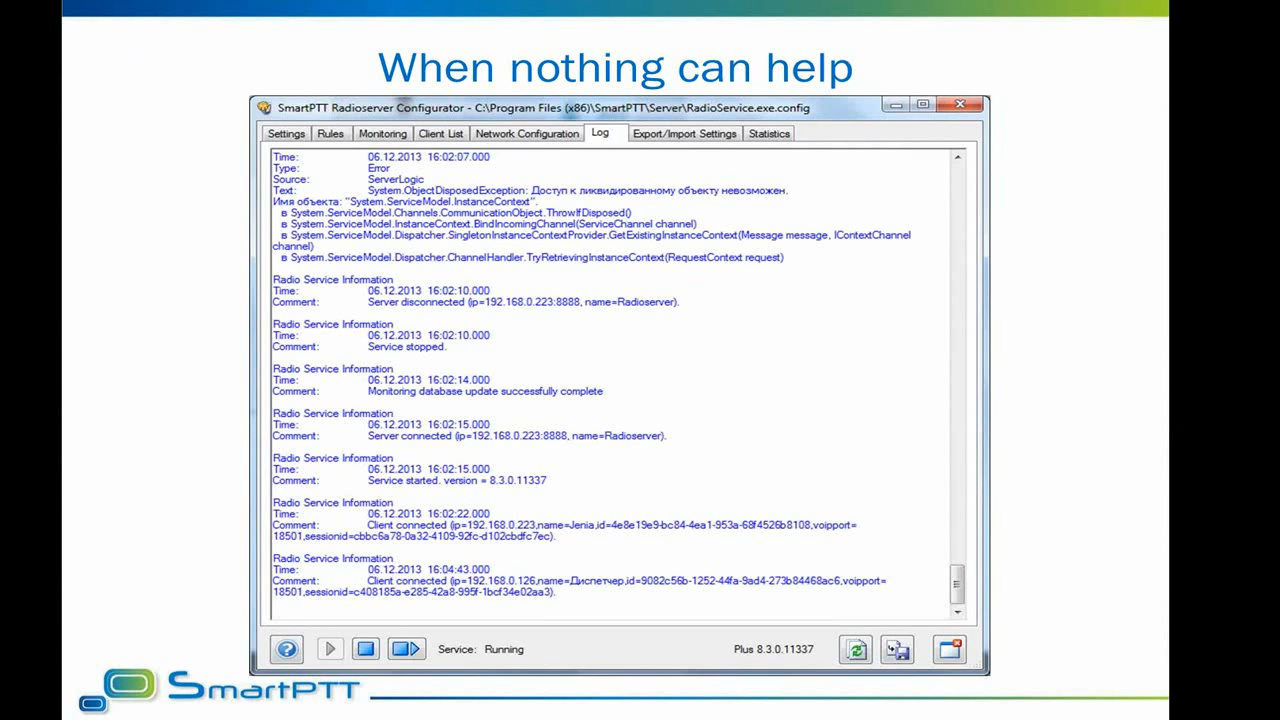 When nothing can help
SmartPTT Radioserver Configurator - C:\Program Files (x86)\SmartPTT\Server\RadioService.exe.config
Settings Rules Monitoring Client List Network Configuration Log Export/Import Settings Statistics
Time: 06.12.2013 16:02:07.000
Type: Error
Source: ServerLogic
Text: System.ObjectDisposedException: Доступ к ликвидированному объекту невозможен.
Имя объекта: "System.ServiceModel.InstanceContext".
в System.ServiceModel.Channels.CommunicationObject.ThrowIfDisposed()
в System.ServiceModel.InstanceContext.BindIncomingChannel(ServiceChannel channel)
в System.ServiceModel.Dispatcher.SingletonInstanceContextProvider.GetExistingInstanceContext(Message message, IContextChannel
channel)
в System.ServiceModel.Dispatcher.ChannelHandler.TryRetrievingInstanceContext(RequestContext request)
Radio Service Information
Time: 06.12.2013 16:02:10.000
Comment: Server disconnected (ip=192.168.0.223:8888, name=Radioserver).
Radio Service Information
Time: 06.12.2013 16:02:10.000
Comment: Service stopped.
Radio Service Information
Time: 06.12.2013 16:02:14.000
Comment: Monitoring database update successfully complete
Radio Service Information
Time: 06.12.2013 16:02:15.000
Comment: Server connected (ip=192.168.0.223:8888, name=Radioserver).
Radio Service Information
Time: 06.12.2013 16:02:15.000
Comment: Service started. version = 8.3.0.11337
Radio Service Information
Time: 06.12.2013 16:02:22.000
Comment: Client connected (ip=192.168.0.223,name=Jenia,id=4e8e19e9-bc84-4ea1-953a-68f4526b8108,voipport=
18501,sessionid=cbbc6a78-0a32-4109-92fc-d102cbdfc7ec).
Radio Service Information
Time: 06.12.2013 16:04:43.000
Comment: Client connected (ip=192.168.0.126,name=Диспетчер,id=9082c56b-1252-44fa-9ad4-273b84468ac6,voipport=
18501,sessionid=c408185a-e285-42a8-995f-1bcf34e02aa3).
Service: Running Plus 8.3.0.11337
SmartPTT